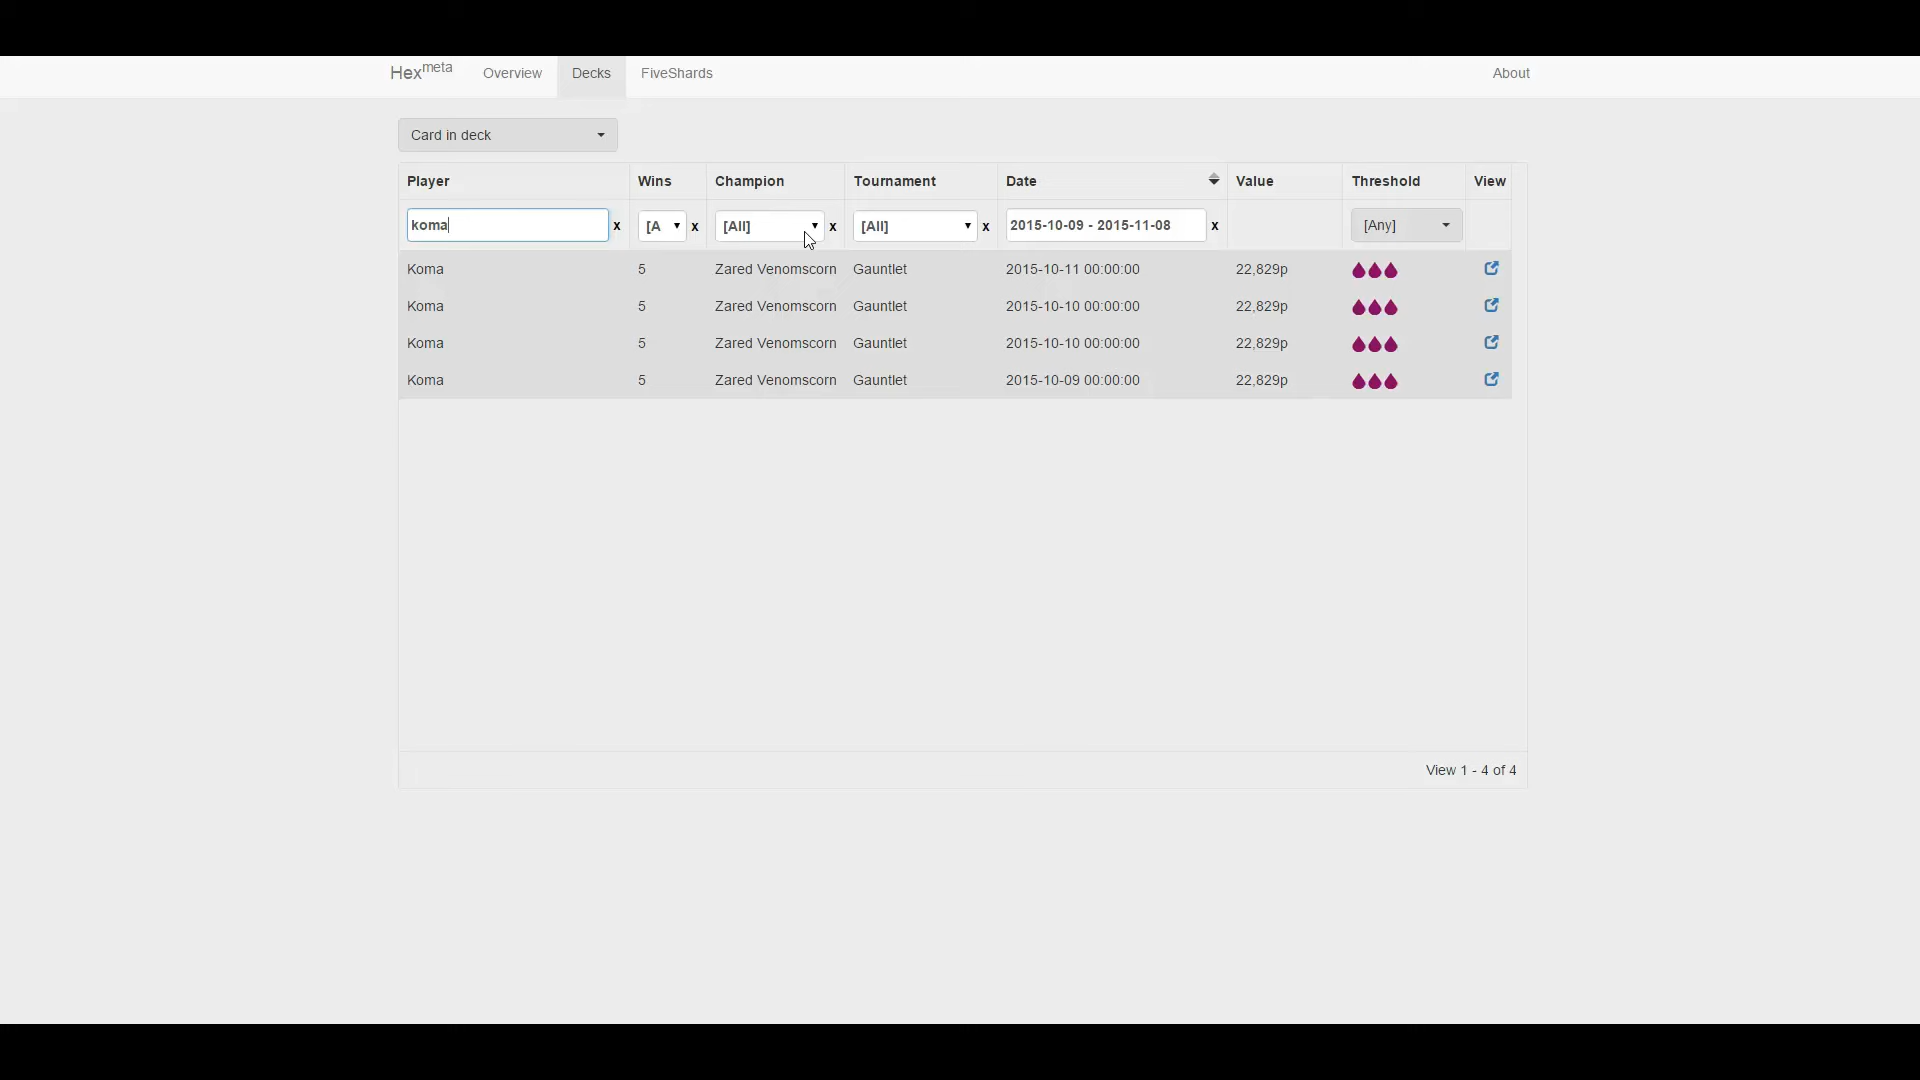 Hexmeta Overview Decks FiveShards About
Card in deck
Player Wins Champion Tournament Date Value Threshold View
koma x [A x [All] x [All] x 2015-10-09 - 2015-11-08 x [Any]
Koma 5 Zared Venomscorn Gauntlet 2015-10-11 00:00:00 22,829p
Koma 5 Zared Venomscorn Gauntlet 2015-10-10 00:00:00 22,829p
Koma 5 Zared Venomscorn Gauntlet 2015-10-10 00:00:00 22,829p
Koma 5 Zared Venomscorn Gauntlet 2015-10-09 00:00:00 22,829p
View 1 - 4 of 4